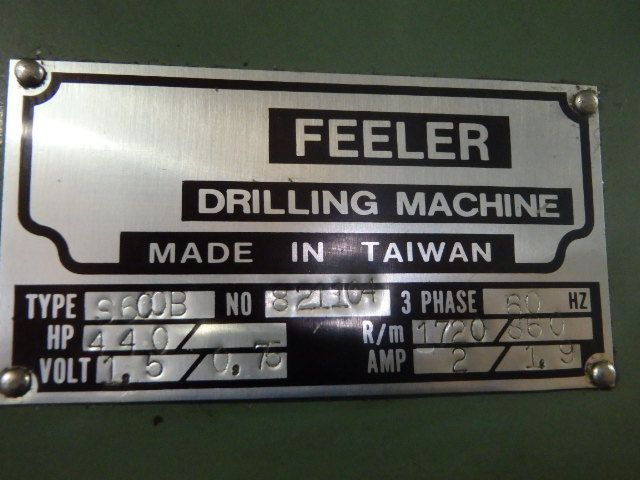 FEELER
DRILLING MACHINE
MADE IN TAIWAN
TYPE S600B NO 821104 3 PHASE 60 HZ
HP 440/ R/m 1720/860
VOLT 1.5/0.75 AMP 2/1.9